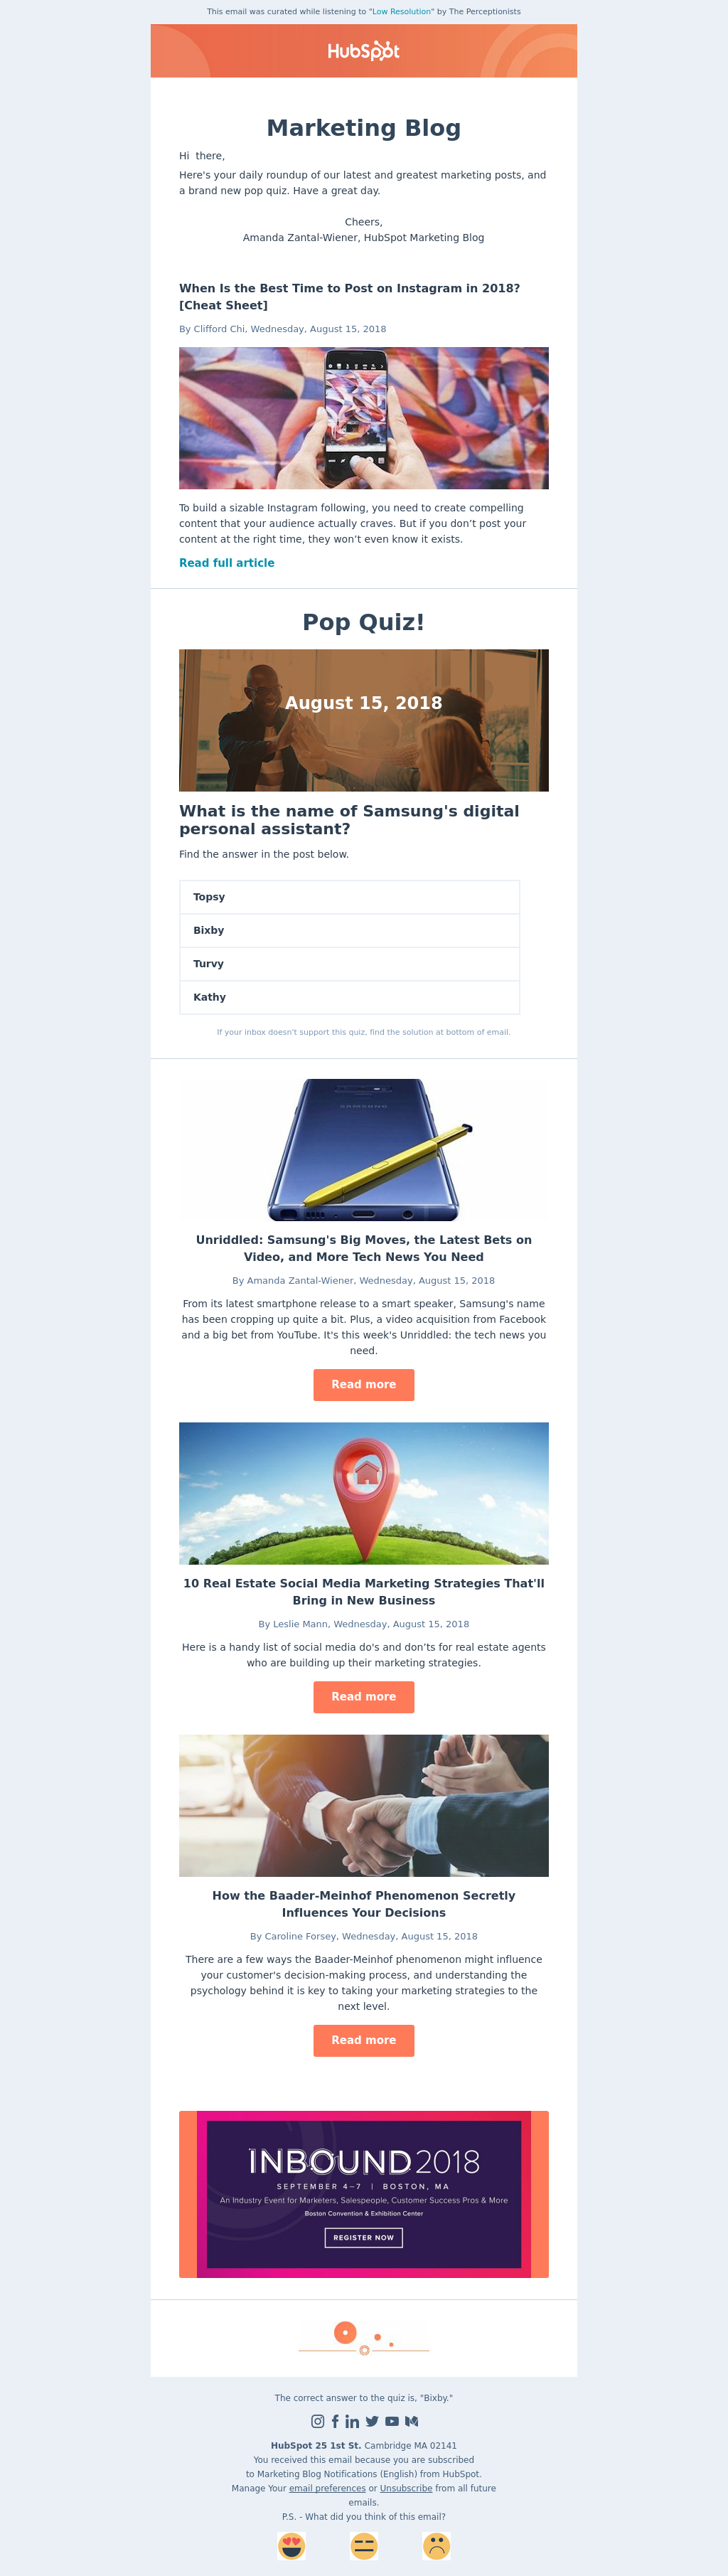 This email was curated while listening to "Low Resolution" by The Perceptionists
HubSpot
Marketing Blog
Hi there,
Here's your daily roundup of our latest and greatest marketing posts, and
a brand new pop quiz. Have a great day.
Cheers,
Amanda Zantal-Wiener, HubSpot Marketing Blog
When Is the Best Time to Post on Instagram in 2018?
[Cheat Sheet]
By Clifford Chi, Wednesday, August 15, 2018
To build a sizable Instagram following, you need to create compelling
content that your audience actually craves. But if you don’t post your
content at the right time, they won’t even know it exists.
Read full article
Pop Quiz!
August 15, 2018
What is the name of Samsung's digital
personal assistant?
Find the answer in the post below.
Topsy
Bixby
Turvy
Kathy
If your inbox doesn't support this quiz, find the solution at bottom of email.
SAMSUNG
Unriddled: Samsung's Big Moves, the Latest Bets on
Video, and More Tech News You Need
By Amanda Zantal-Wiener, Wednesday, August 15, 2018
From its latest smartphone release to a smart speaker, Samsung's name
has been cropping up quite a bit. Plus, a video acquisition from Facebook
and a big bet from YouTube. It's this week's Unriddled: the tech news you
need.
Read more
10 Real Estate Social Media Marketing Strategies That'll
Bring in New Business
By Leslie Mann, Wednesday, August 15, 2018
Here is a handy list of social media do's and don’ts for real estate agents
who are building up their marketing strategies.
Read more
How the Baader-Meinhof Phenomenon Secretly
Influences Your Decisions
By Caroline Forsey, Wednesday, August 15, 2018
There are a few ways the Baader-Meinhof phenomenon might influence
your customer's decision-making process, and understanding the
psychology behind it is key to taking your marketing strategies to the
next level.
Read more
INBOUND 2018
SEPTEMBER 4–7 | BOSTON, MA
An Industry Event for Marketers, Salespeople, Customer Success Pros & More
Boston Convention & Exhibition Center
REGISTER NOW
The correct answer to the quiz is, "Bixby."
HubSpot 25 1st St. Cambridge MA 02141
You received this email because you are subscribed
to Marketing Blog Notifications (English) from HubSpot.
Manage Your email preferences or Unsubscribe from all future
emails.
P.S. - What did you think of this email?